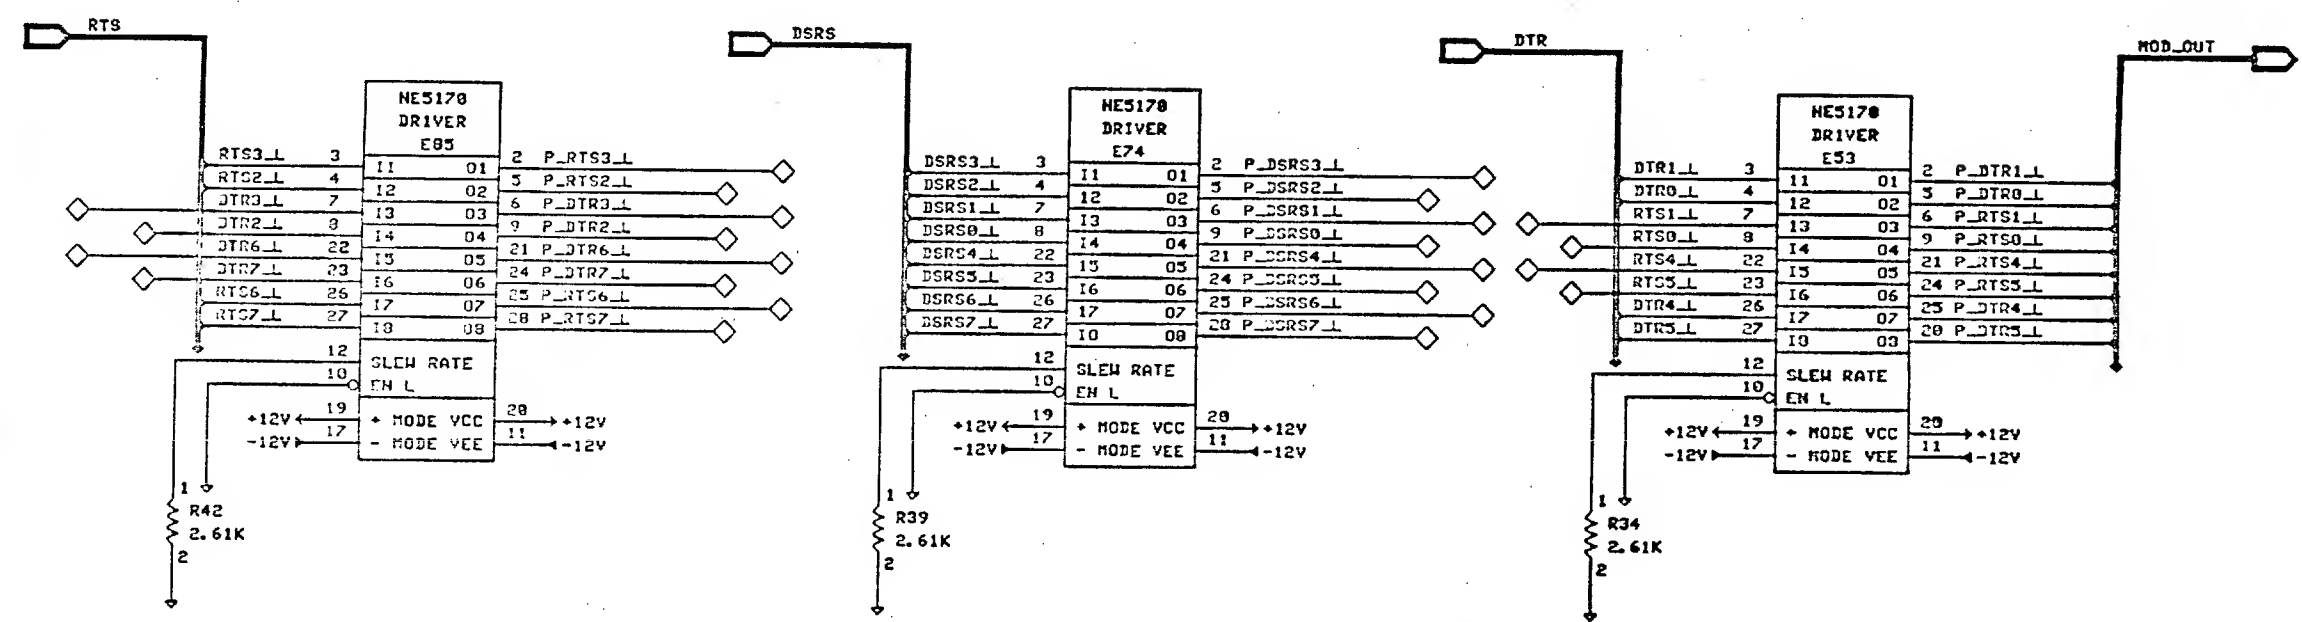 RTS
NE5170
DRIVER
E85
RTS3_L 3 I1 O1 2 P_RTS3_L
RTS2_L 4 I2 O2 5 P_RTS2_L
DTR3_L 7 I3 O3 6 P_DTR3_L
DTR2_L 8 I4 O4 9 P_DTR2_L
DTR6_L 22 I5 O5 21 P_DTR6_L
DTR7_L 23 I6 O6 24 P_DTR7_L
RTS6_L 26 I7 O7 25 P_RTS6_L
RTS7_L 27 I8 O8 28 P_RTS7_L
12 SLEW RATE
10 EN L
+12V 19 + MODE VCC 20 +12V
-12V 17 - MODE VEE 11 -12V
1
R42
2.61K
2
DSRS
NE5170
DRIVER
E74
DSRS3_L 3 I1 O1 2 P_DSRS3_L
DSRS2_L 4 I2 O2 5 P_DSRS2_L
DSRS1_L 7 I3 O3 6 P_DSRS1_L
DSRS0_L 8 I4 O4 9 P_DSRS0_L
DSRS4_L 22 I5 O5 21 P_DSRS4_L
DSRS5_L 23 I6 O6 24 P_DSRS5_L
DSRS6_L 26 I7 O7 25 P_DSRS6_L
DSRS7_L 27 I8 O8 28 P_DSRS7_L
12 SLEW RATE
10 EN L
+12V 19 + MODE VCC 20 +12V
-12V 17 - MODE VEE 11 -12V
1
R39
2.61K
2
DTR
MOD_OUT
NE5170
DRIVER
E53
DTR1_L 3 I1 O1 2 P_DTR1_L
DTR0_L 4 I2 O2 5 P_DTR0_L
RTS1_L 7 I3 O3 6 P_RTS1_L
RTS0_L 8 I4 O4 9 P_RTS0_L
RTS4_L 22 I5 O5 21 P_RTS4_L
RTS5_L 23 I6 O6 24 P_RTS5_L
DTR4_L 26 I7 O7 25 P_DTR4_L
DTR5_L 27 I8 O8 28 P_DTR5_L
12 SLEW RATE
10 EN L
+12V 19 + MODE VCC 20 +12V
-12V 17 - MODE VEE 11 -12V
1
R34
2.61K
2